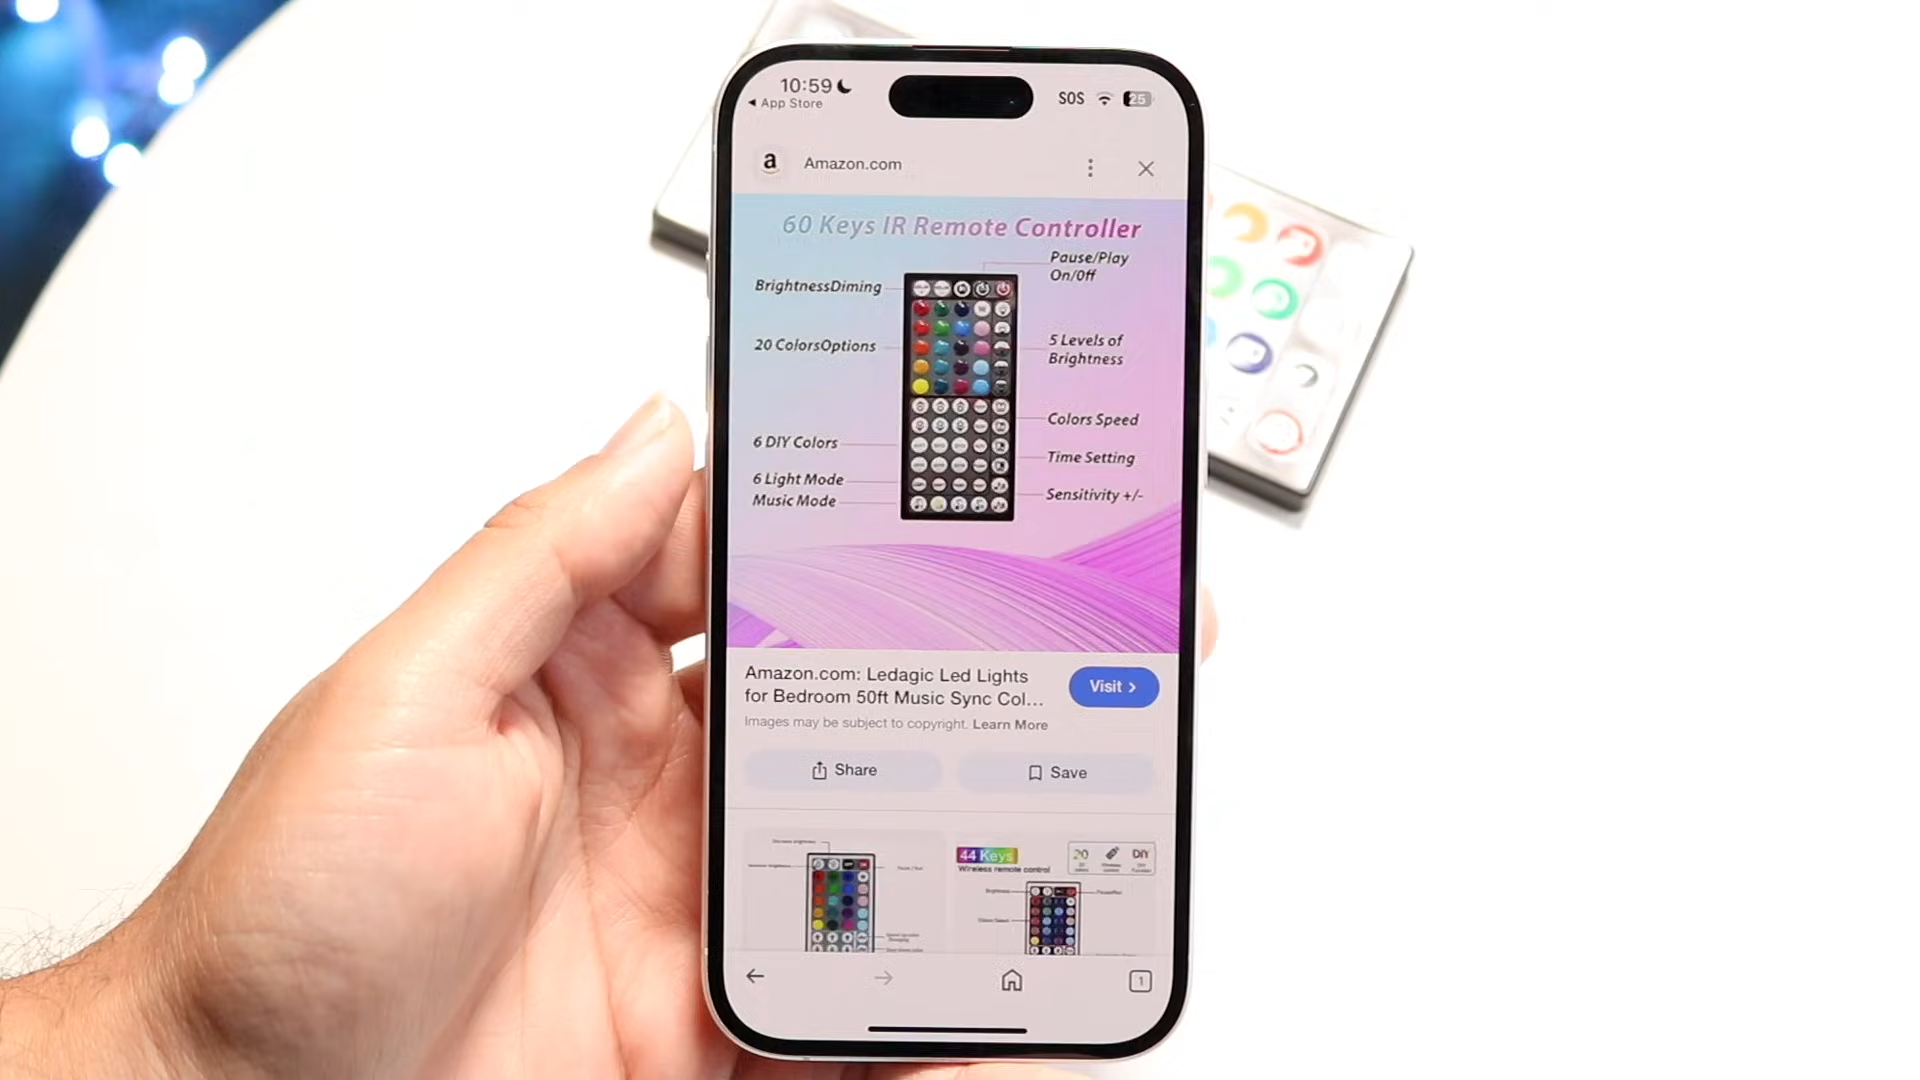 10:59
SOS 25
App Store
a Amazon.com
60 Keys IR Remote Controller
Pause/Play
On/Off
BrightnessDiming
20 ColorsOptions
5 Levels of
Brightness
Colors Speed
6 DIY Colors
Time Setting
6 Light Mode
Sensitivity +/-
Music Mode
Amazon.com: Ledagic Led Lights
for Bedroom 50ft Music Sync Col...
Visit
Images may be subject to copyright. Learn More
Share
Save
44 Keys
Wireless remote control
20
DIY
1